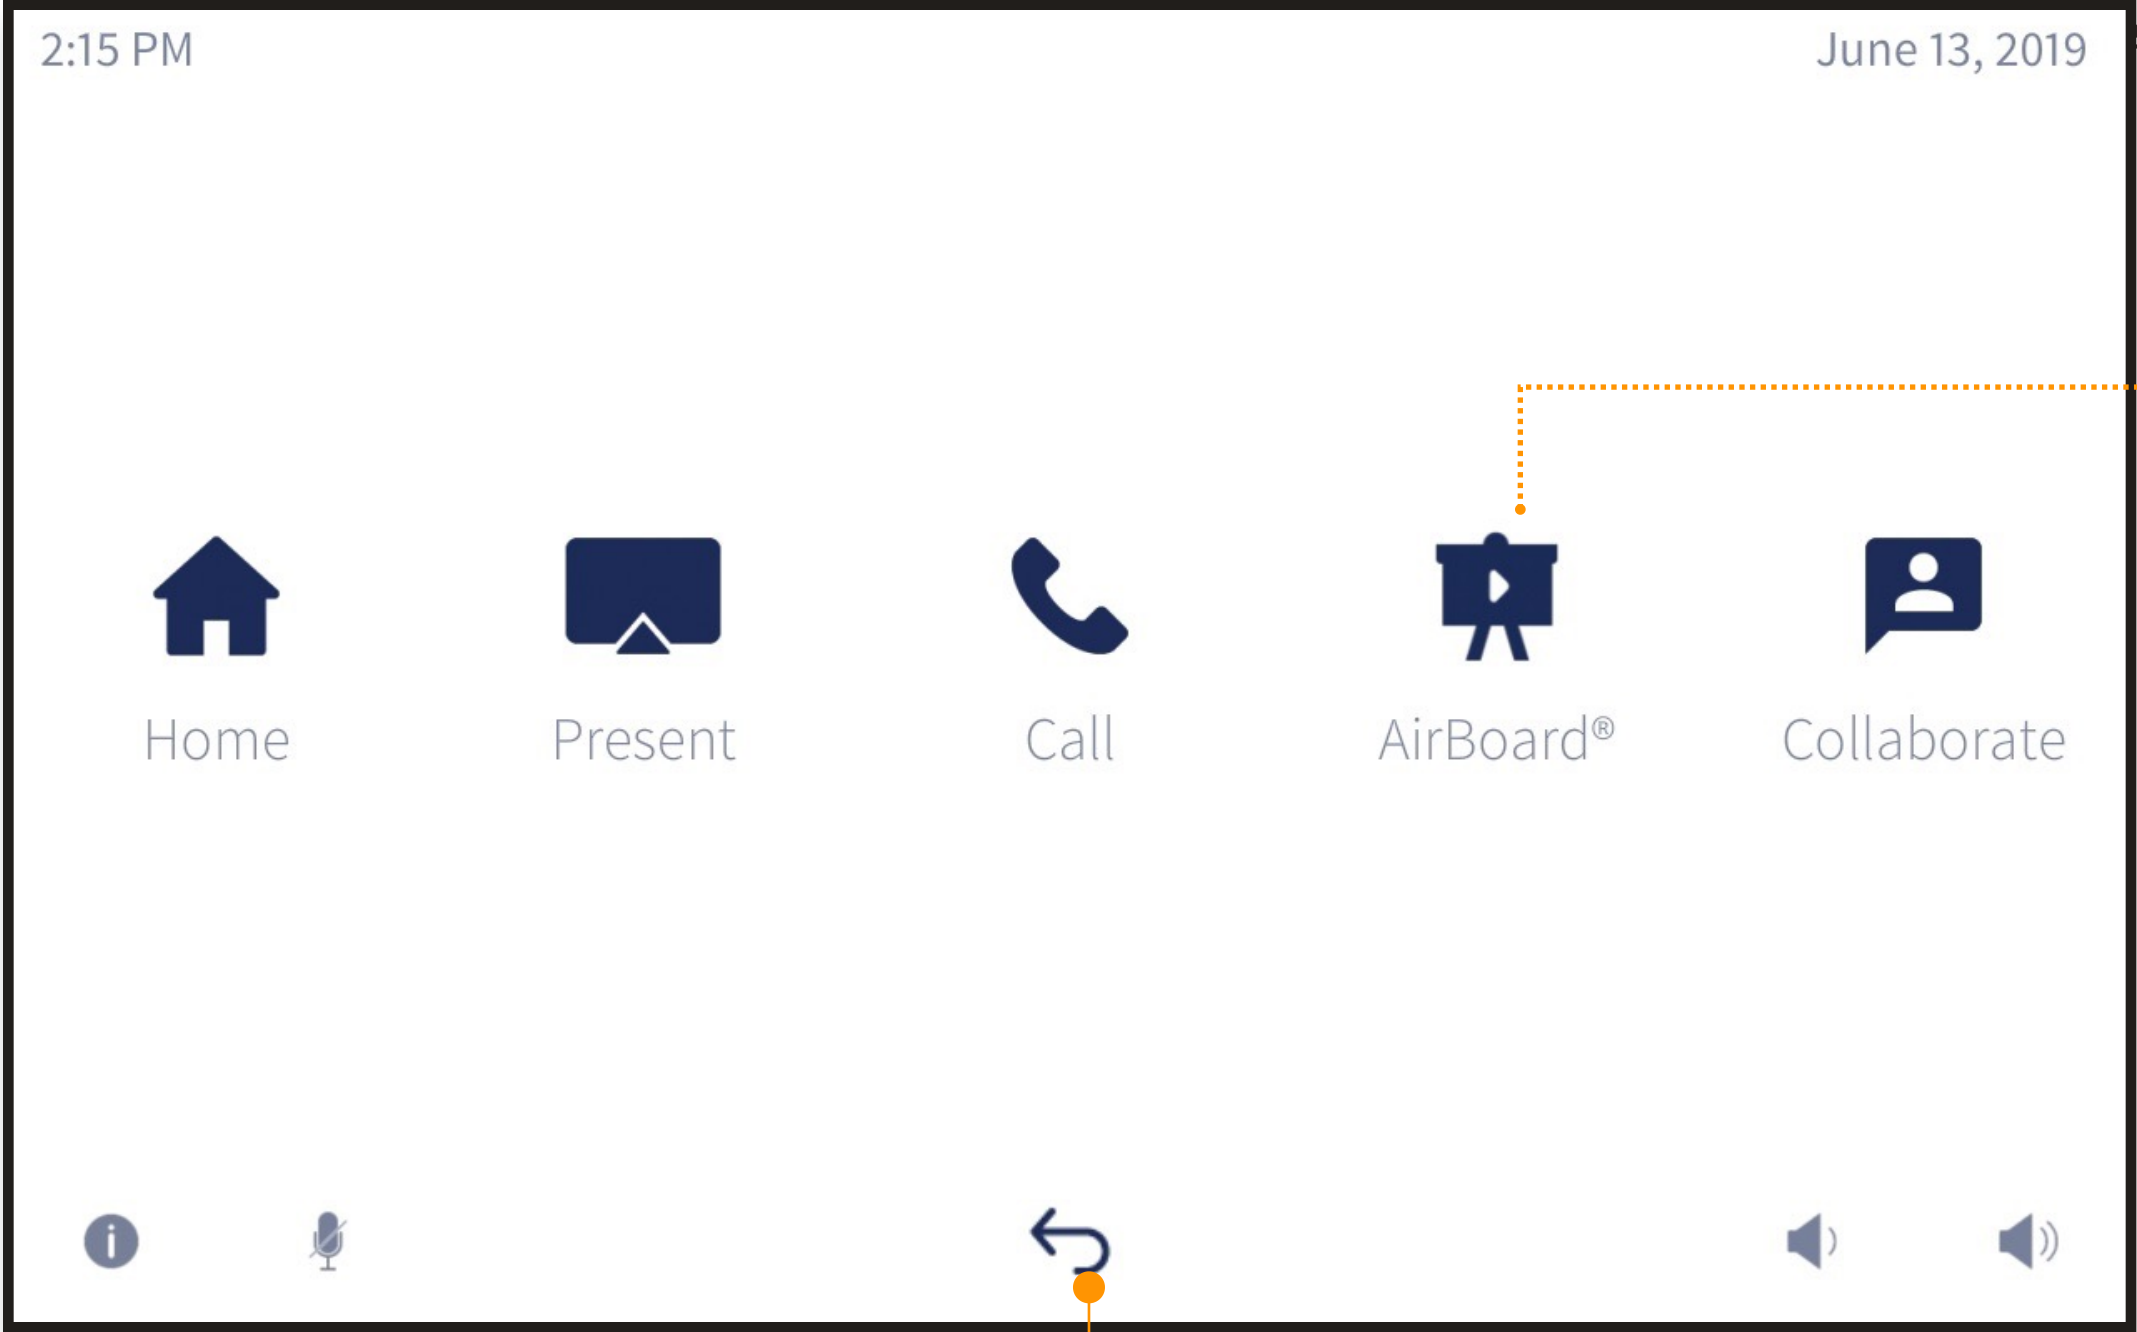 2:15 PM
June 13, 2019
Home
Present
Call
AirBoard®
Collaborate